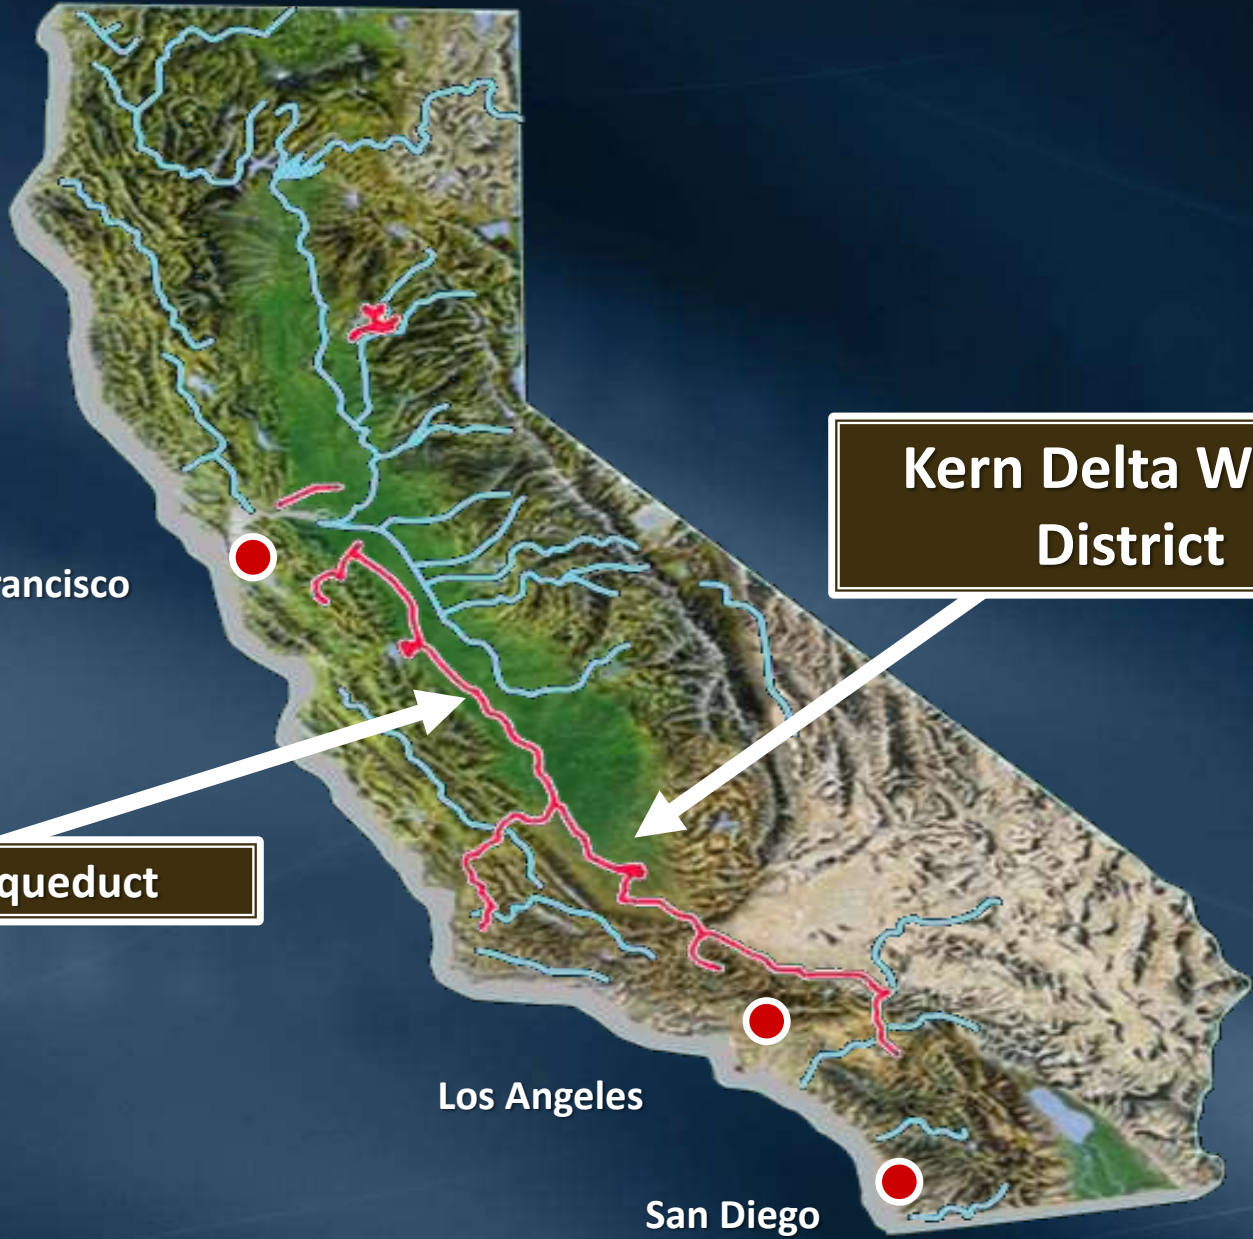 Kern Delta W
District
rancisco
queduct
Los Angeles
San Diego